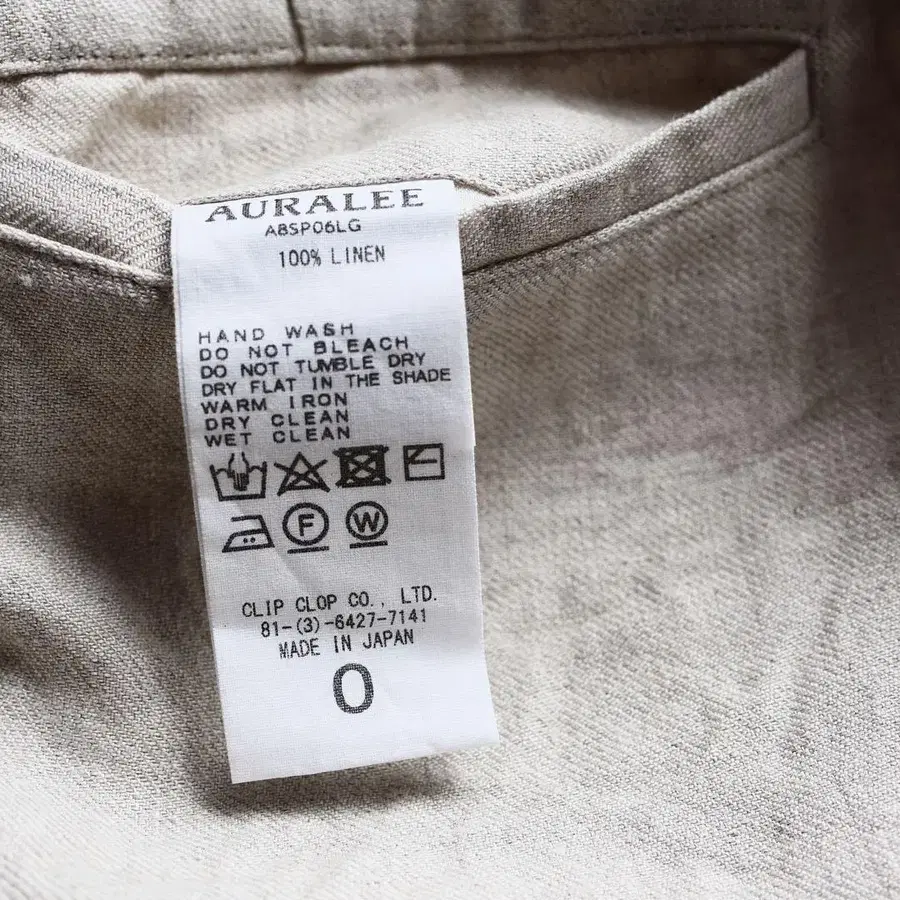 AURALEE
A8SP06LG
100% LINEN
HAND WASH
DO NOT BLEACH
DO NOT TUMBLE DRY
DRY FLAT IN THE SHADE
WARM IRON
DRY CLEAN
WET CLEAN
F W
CLIP CLOP CO., LTD.
81-(3)-6427-7141
MADE IN JAPAN
0